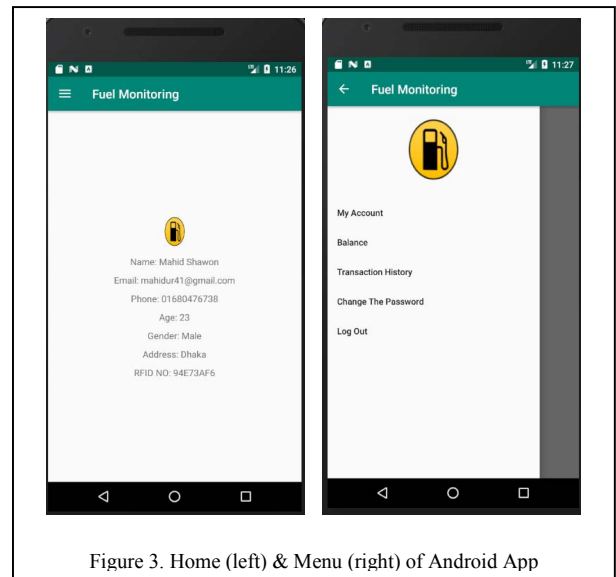 11:26
Fuel Monitoring
Name: Mahid Shawon
Email: mahidur41@gmail.com
Phone: 01680476738
Age: 23
Gender: Male
Address: Dhaka
RFID NO: 94E73AF6
11:27
Fuel Monitoring
My Account
Balance
Transaction History
Change The Password
Log Out
Figure 3. Home (left) & Menu (right) of Android App